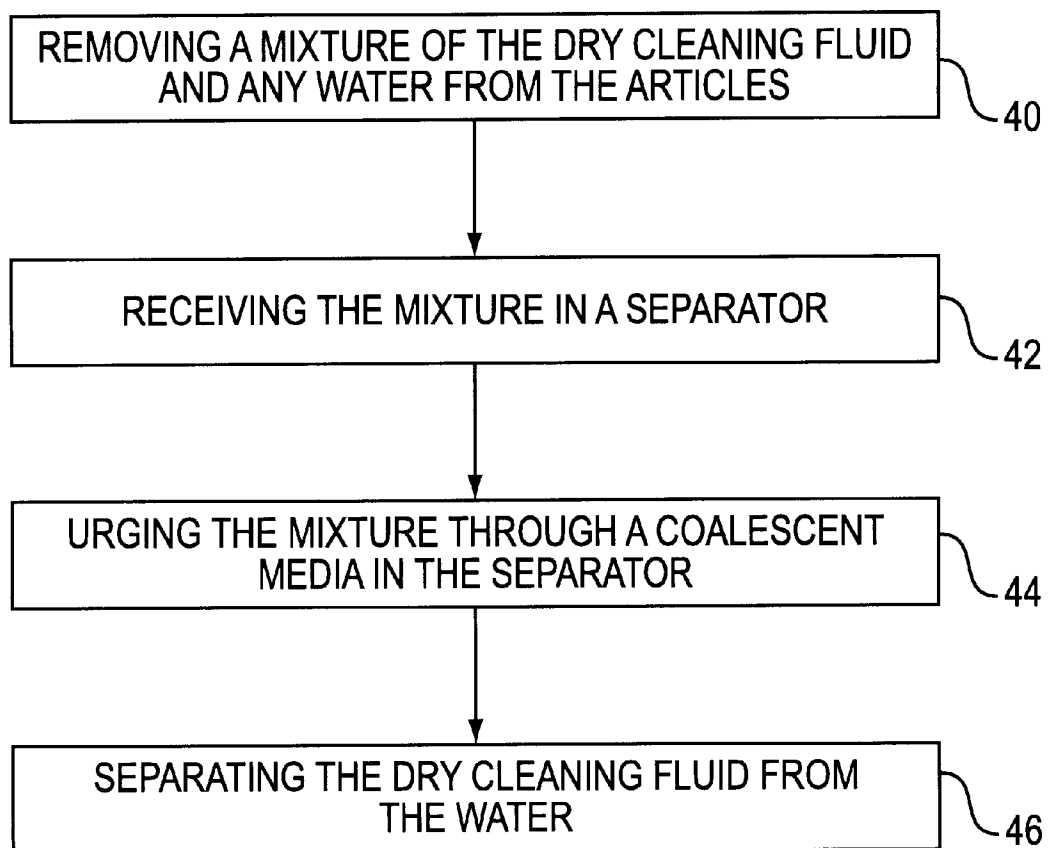 REMOVING A MIXTURE OF THE DRY CLEANING FLUID
AND ANY WATER FROM THE ARTICLES
40
RECEIVING THE MIXTURE IN A SEPARATOR
42
URGING THE MIXTURE THROUGH A COALESCENT
MEDIA IN THE SEPARATOR
44
SEPARATING THE DRY CLEANING FLUID FROM
THE WATER
46